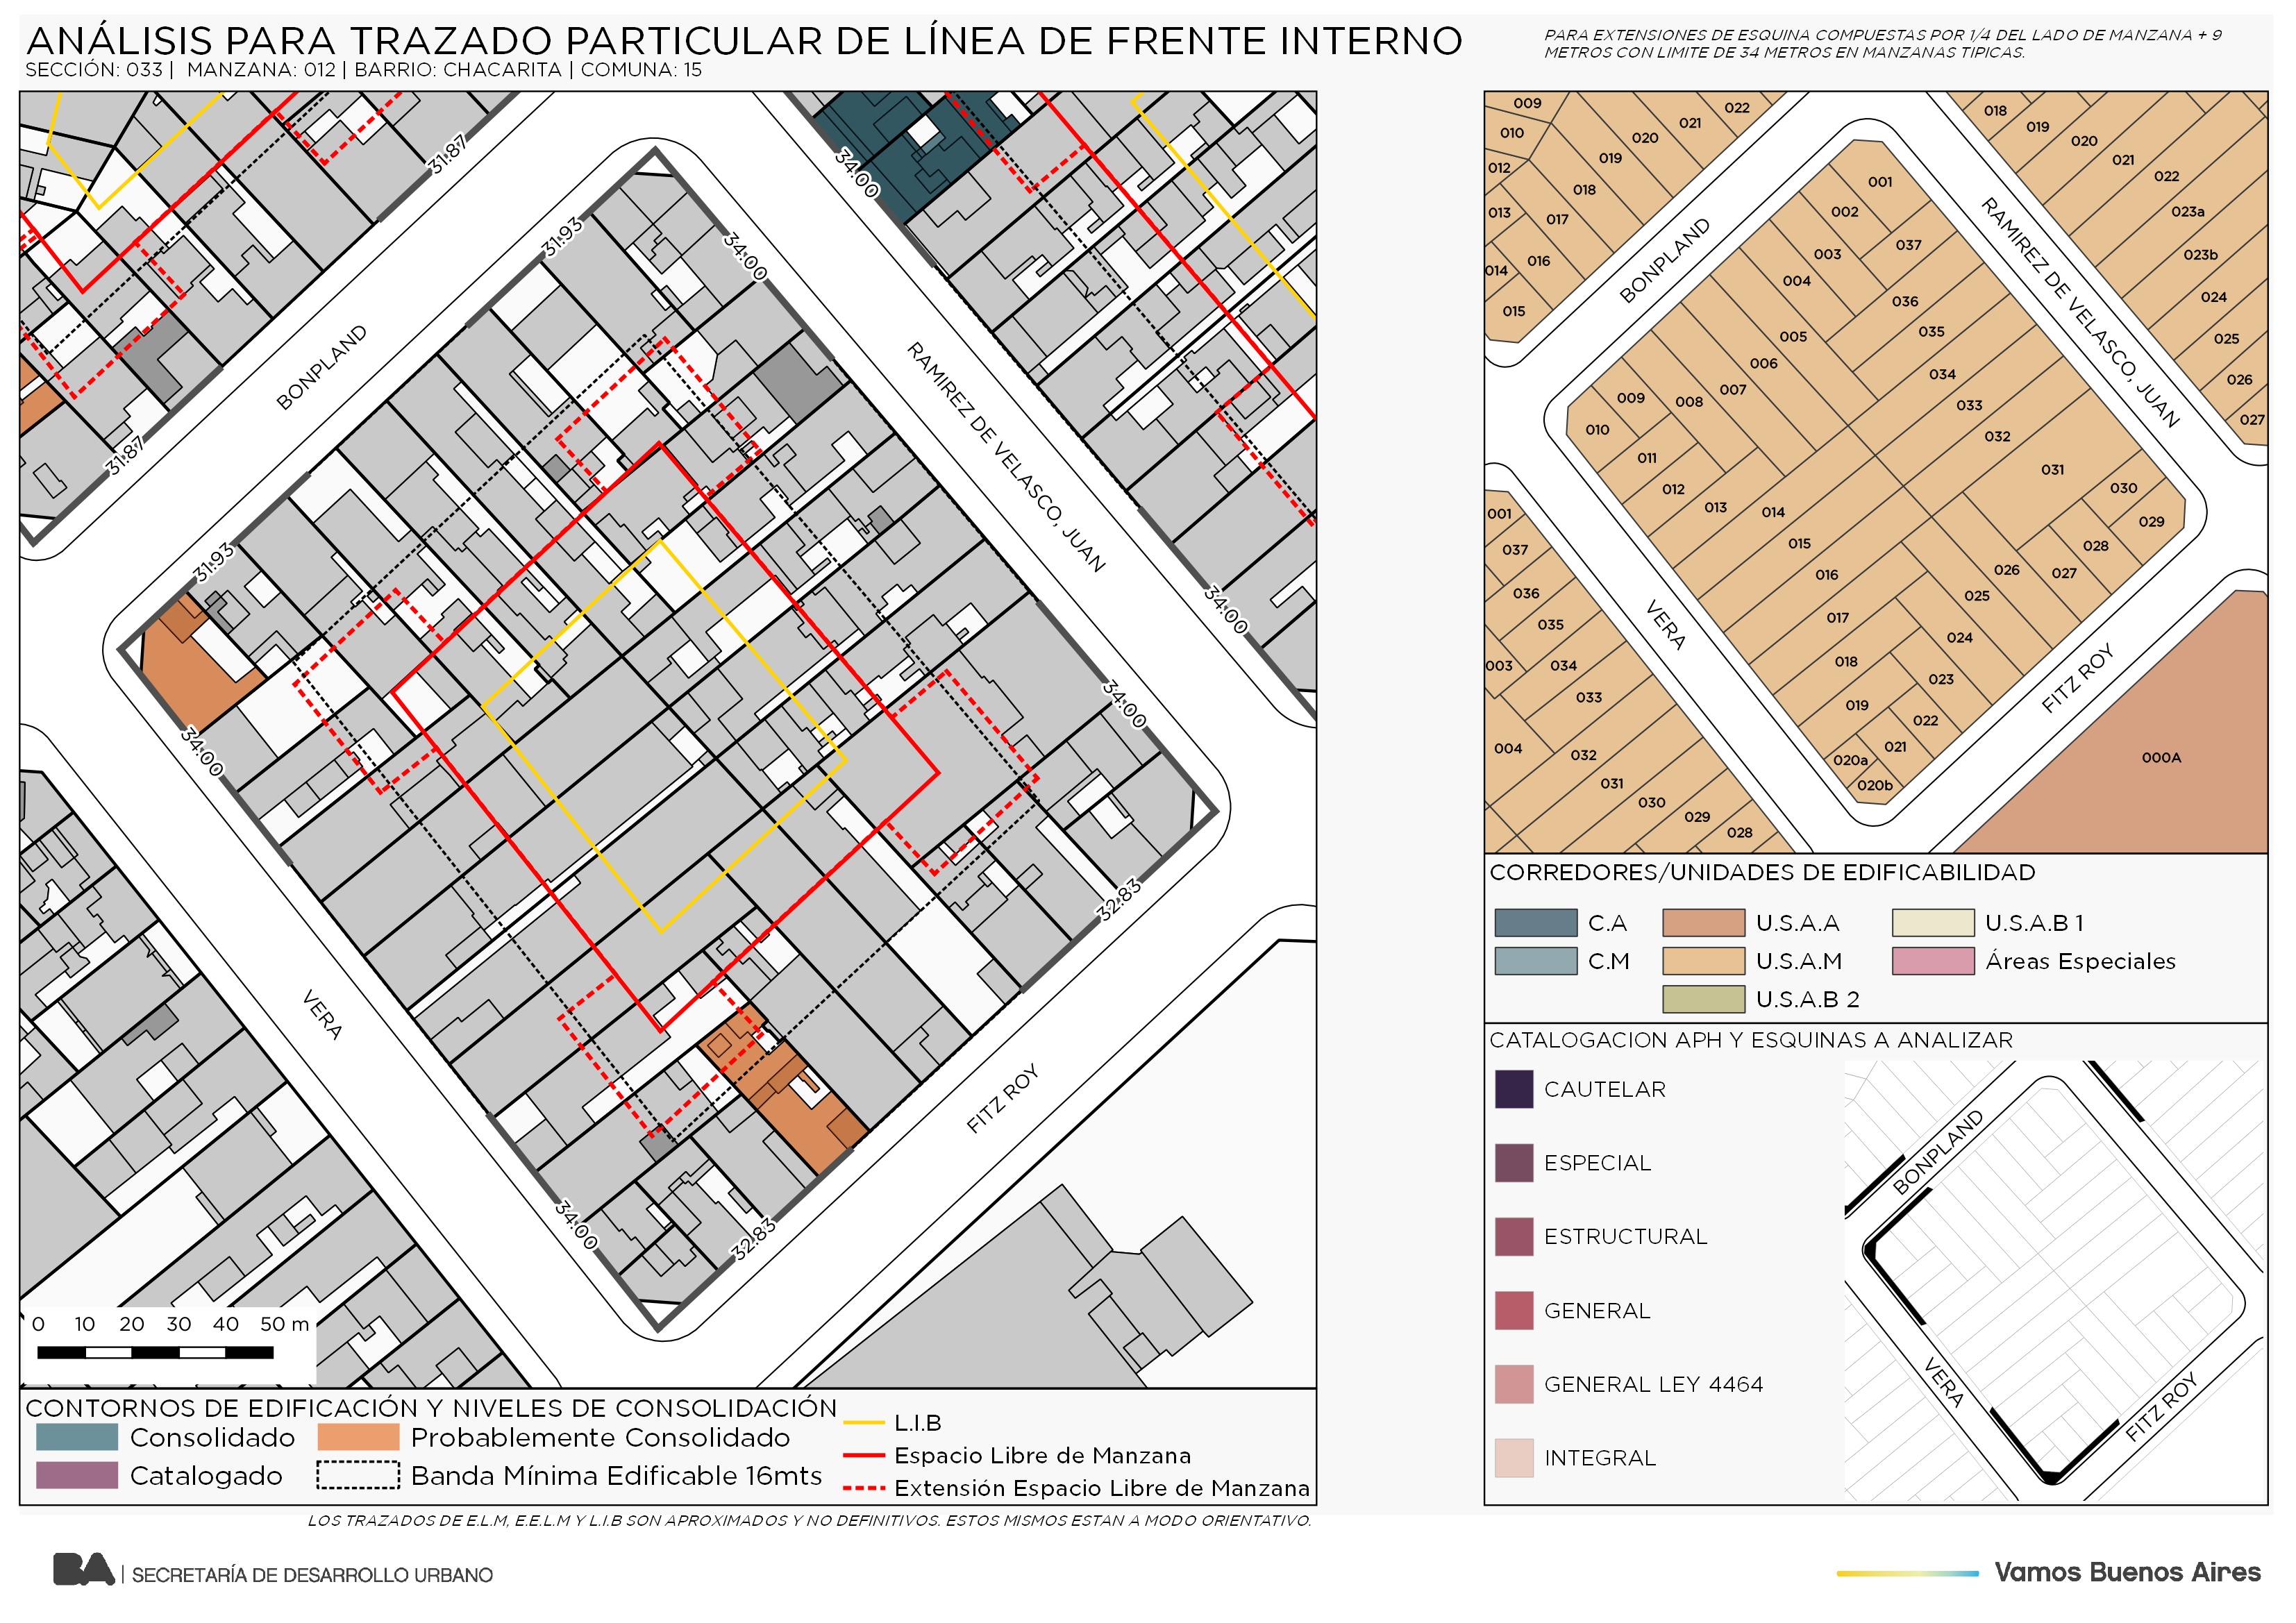 ANÁLISIS PARA TRAZADO PARTICULAR DE LÍNEA DE FRENTE INTERNO
SECCIÓN: 033 | MANZANA: 012 | BARRIO: CHACARITA | COMUNA: 15
PARA EXTENSIONES DE ESQUINA COMPUESTAS POR 1/4 DEL LADO DE MANZANA + 9
METROS CON LIMITE DE 34 METROS EN MANZANAS TIPICAS.
31.87
34.00
31.93
34.00
BONPLAND
RAMIREZ DE VELASCO, JUAN
31.87
31.93
34.00
34.00
34.00
32.83
VERA
FITZ ROY
34.00
32.83
0 10 20 30 40 50 m
CONTORNOS DE EDIFICACIÓN Y NIVELES DE CONSOLIDACIÓN
Consolidado
Probablemente Consolidado
Catalogado
Banda Mínima Edificable 16mts
L.I.B
Espacio Libre de Manzana
Extensión Espacio Libre de Manzana
LOS TRAZADOS DE E.L.M, E.E.L.M Y L.I.B SON APROXIMADOS Y NO DEFINITIVOS. ESTOS MISMOS ESTAN A MODO ORIENTATIVO.
009
010
012
013
014
015
016
017
018
019
020
021
022
018
019
020
021
022
023a
023b
024
025
026
027
BONPLAND
RAMIREZ DE VELASCO, JUAN
001
002
003
004
005
006
007
008
009
010
011
012
013
014
015
016
017
018
019
020a
020b
021
022
023
024
025
026
027
028
029
030
031
032
033
034
035
036
037
VERA
FITZ ROY
001
037
036
035
003
034
033
004
032
031
030
029
028
000A
CORREDORES/UNIDADES DE EDIFICABILIDAD
C.A
U.S.A.A
U.S.A.B 1
C.M
U.S.A.M
Áreas Especiales
U.S.A.B 2
CATALOGACION APH Y ESQUINAS A ANALIZAR
CAUTELAR
ESPECIAL
ESTRUCTURAL
GENERAL
GENERAL LEY 4464
INTEGRAL
BONPLAND
VERA
FITZ ROY
BA | SECRETARÍA DE DESARROLLO URBANO
Vamos Buenos Aires